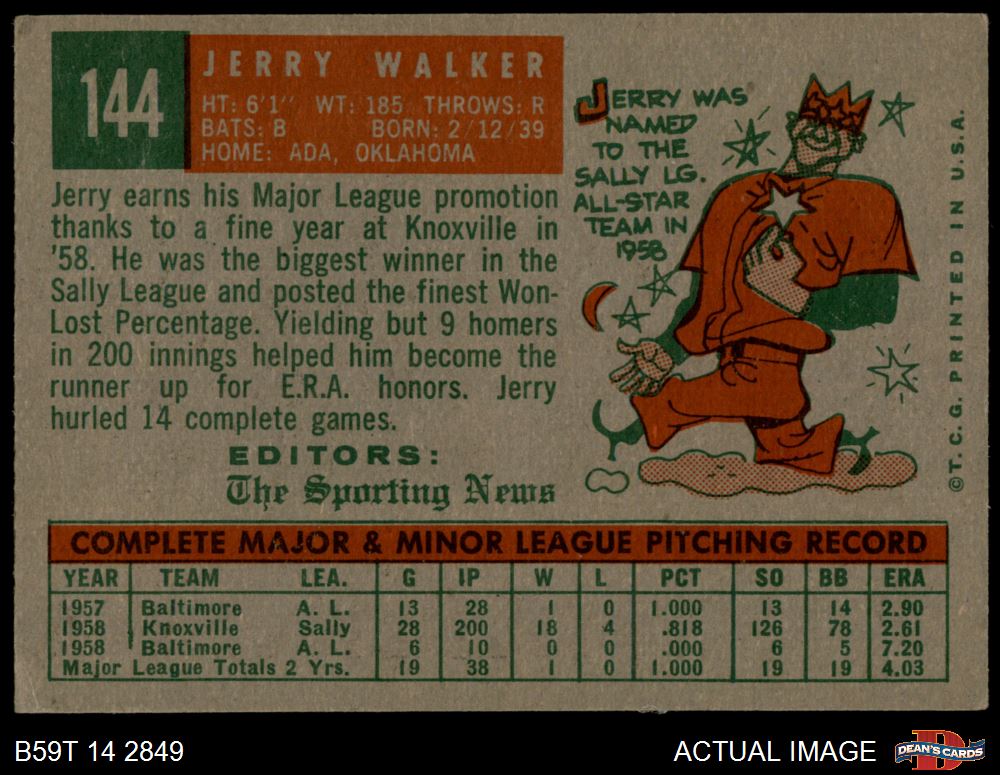 144
JERRY WALKER
HT: 6'1" WT: 185 THROWS: R
BATS: B BORN: 2/12/39
HOME: ADA, OKLAHOMA
Jerry earns his Major League promotion
thanks to a fine year at Knoxville in
'58. He was the biggest winner in the
Sally League and posted the finest Won-
Lost Percentage. Yielding but 9 homers
in 200 innings helped him become the
runner up for E.R.A. honors. Jerry
hurled 14 complete games.
EDITORS:
The Sporting News
JERRY WAS
NAMED
TO THE
SALLY LG.
ALL-STAR
TEAM IN
1958
©T.C.G. PRINTED IN U.S.A.
COMPLETE MAJOR & MINOR LEAGUE PITCHING RECORD
YEAR TEAM LEA. G IP W L PCT SO BB ERA
1957 Baltimore A. L. 13 28 1 0 1.000 13 14 2.90
1958 Knoxville Sally 28 200 18 4 .818 126 78 2.61
1958 Baltimore A. L. 6 10 0 0 .000 6 5 7.20
Major League Totals 2 Yrs. 19 38 1 0 1.000 19 19 4.03
B59T 14 2849
ACTUAL IMAGE
D
DEAN'S CARDS